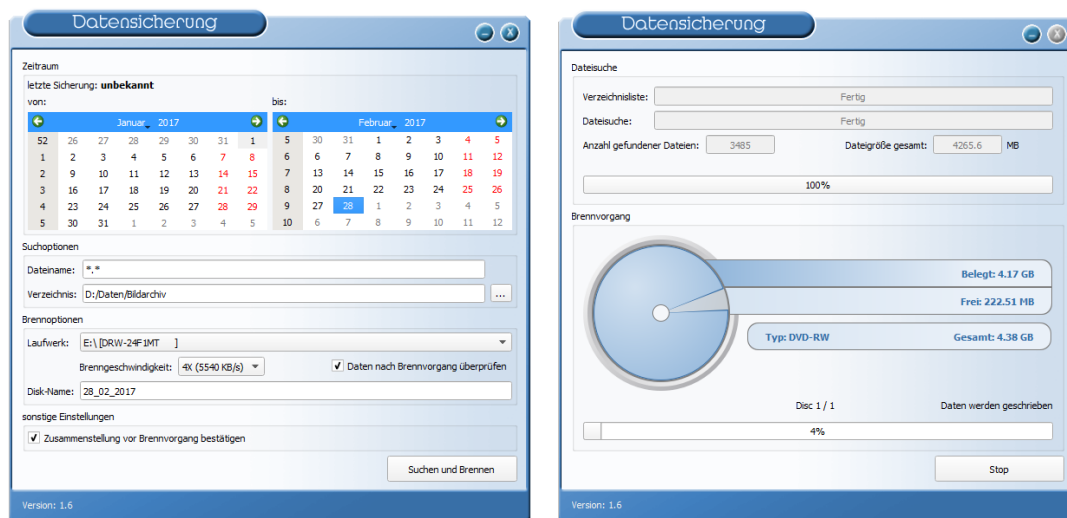 Datensicherung
Zeitraum
letzte Sicherung: unbekannt
von: bis:
Januar 2017 Februar 2017
52 26 27 28 29 30 31 1 5 30 31 1 2 3 4 5
1 2 3 4 5 6 7 8 6 6 7 8 9 10 11 12
2 9 10 11 12 13 14 15 7 13 14 15 16 17 18 19
3 16 17 18 19 20 21 22 8 20 21 22 23 24 25 26
4 23 24 25 26 27 28 29 9 27 28 1 2 3 4 5
5 30 31 1 2 3 4 5 10 6 7 8 9 10 11 12
Suchoptionen
Dateiname: *.*
Verzeichnis: D:/Daten/Bildarchiv ...
Brennoptionen
Laufwerk: E:\ [DRW-24F1MT ]
Brenngeschwindigkeit: 4X (5540 KB/s) Daten nach Brennvorgang überprüfen
Disk-Name: 28_02_2017
sonstige Einstellungen
Zusammenstellung vor Brennvorgang bestätigen
Suchen und Brennen
Version: 1.6
Datensicherung
Dateisuche
Verzeichnisliste: Fertig
Dateisuche: Fertig
Anzahl gefundener Dateien: 3485 Dateigröße gesamt: 4265.6 MB
100%
Brennvorgang
Belegt: 4.17 GB
Frei: 222.51 MB
Typ: DVD-RW Gesamt: 4.38 GB
Disc 1 / 1 Daten werden geschrieben
4%
Stop
Version: 1.6